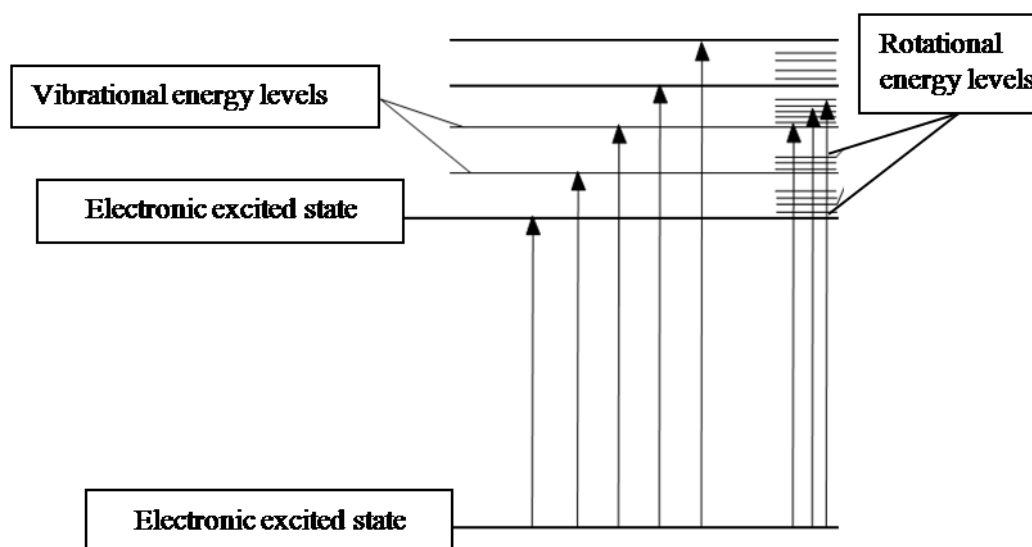 Rotational
energy levels
Vibrational energy levels
Electronic excited state
Electronic excited state